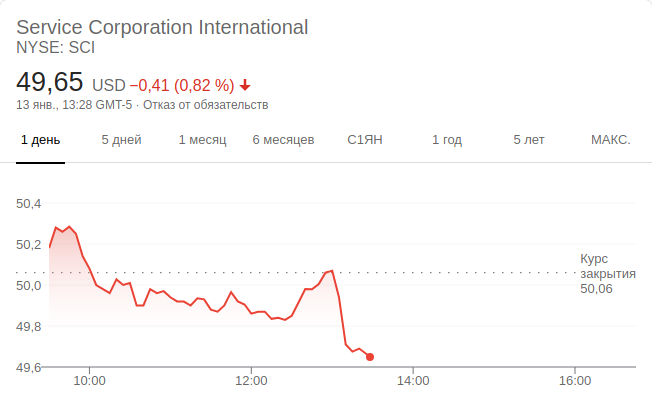 Service Corporation International
NYSE: SCI
49,65 USD −0,41 (0,82 %)
13 янв., 13:28 GMT-5 · Отказ от обязательств
1 день 5 дней 1 месяц 6 месяцев С1ЯН 1 год 5 лет МАКС.
50,4
50,2
Курс
закрытия
50,06
50,0
49,8
49,6
10:00 12:00 14:00 16:00